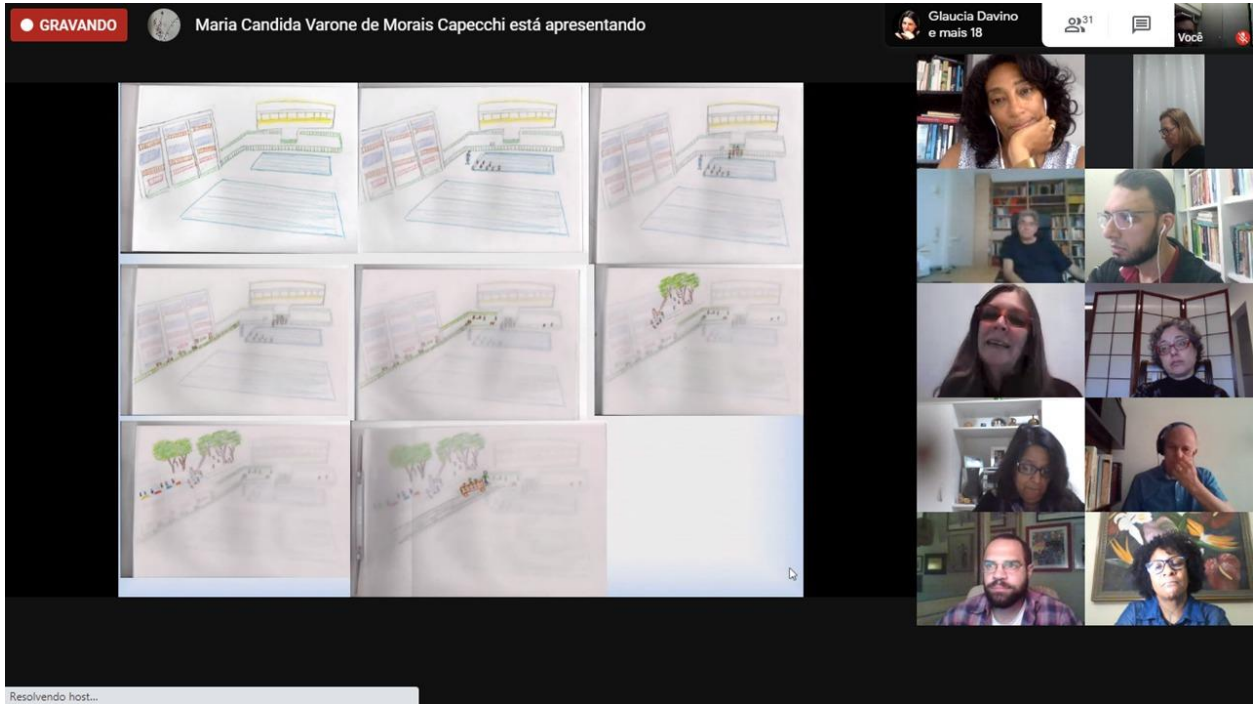 GRAVANDO
Maria Candida Varone de Morais Capecchi está apresentando
Glaucia Davino
e mais 18
31
Você
Resolvendo host...